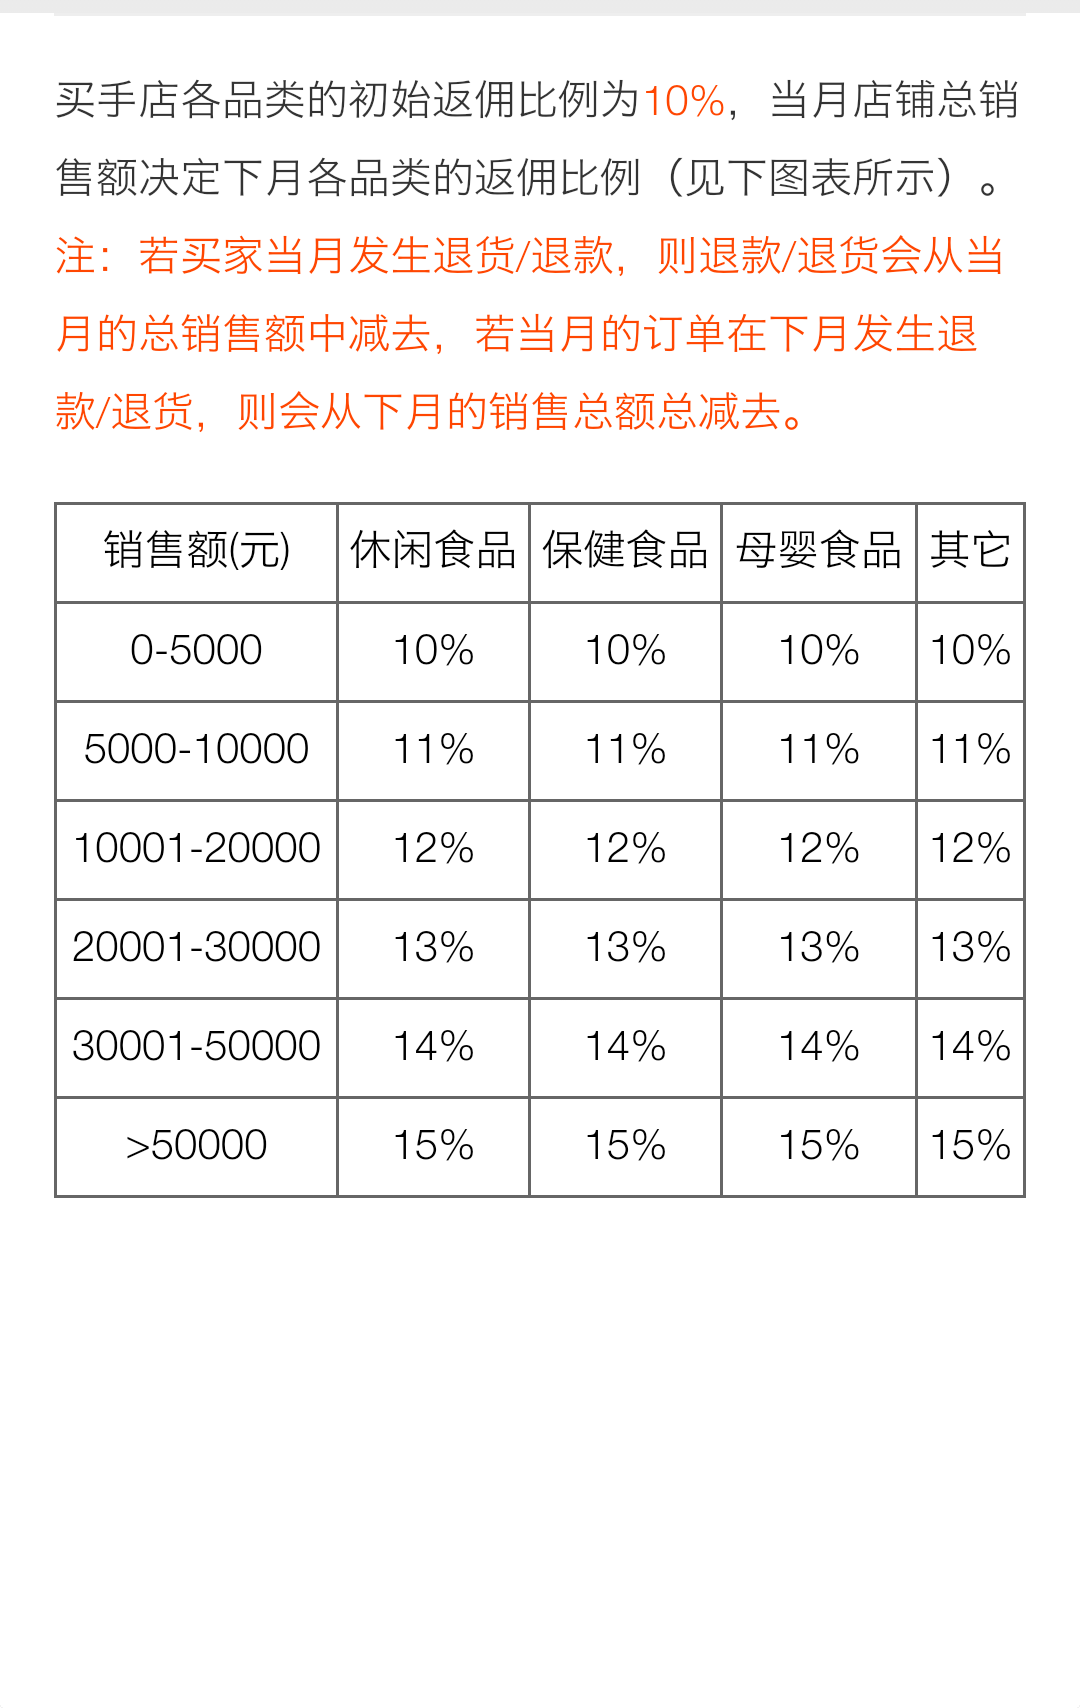 买手店各品类的初始返佣比例为10%，当月店铺总销
售额决定下月各品类的返佣比例（见下图表所示）。
注：若买家当月发生退货/退款，则退款/退货会从当
月的总销售额中减去，若当月的订单在下月发生退
款/退货，则会从下月的销售总额总减去。
销售额(元) 休闲食品 保健食品 母婴食品 其它
0-5000 10% 10% 10% 10%
5000-10000 11% 11% 11% 11%
10001-20000 12% 12% 12% 12%
20001-30000 13% 13% 13% 13%
30001-50000 14% 14% 14% 14%
>50000 15% 15% 15% 15%